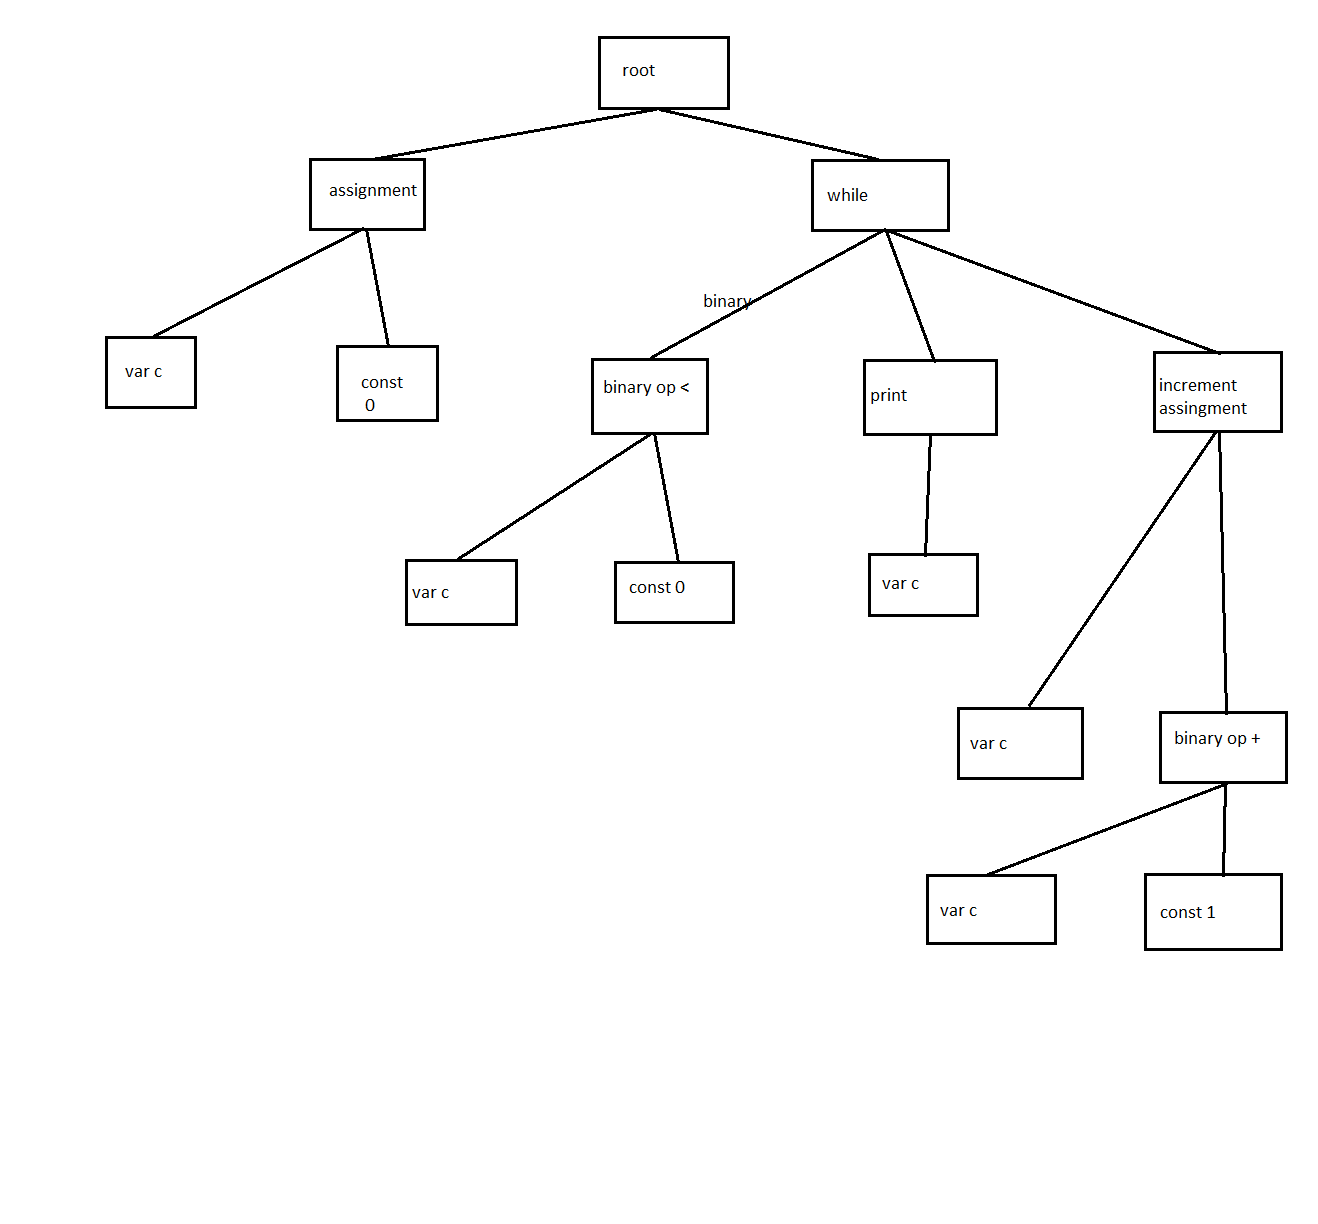 root
assignment
while
binary
var c
const
0
binary op <
print
increment
assingment
var c
const 0
var c
var c
binary op +
var c
const 1